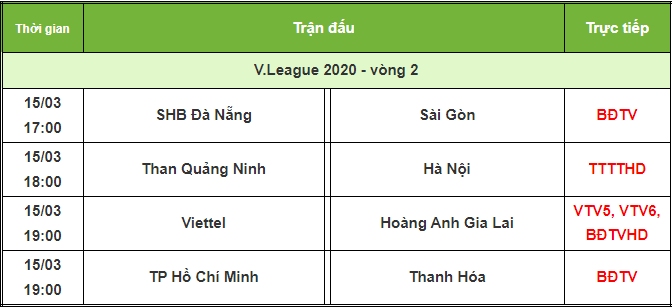 Thời gian Trận đấu Trực tiếp
V.League 2020 - vòng 2
15/03
17:00
SHB Đà Nẵng Sài Gòn BĐTV
15/03
18:00
Than Quảng Ninh Hà Nội TTTTHD
15/03
19:00
Viettel Hoàng Anh Gia Lai
VTV5, VTV6,
BĐTVHD
15/03
19:00
TP Hồ Chí Minh Thanh Hóa BĐTV